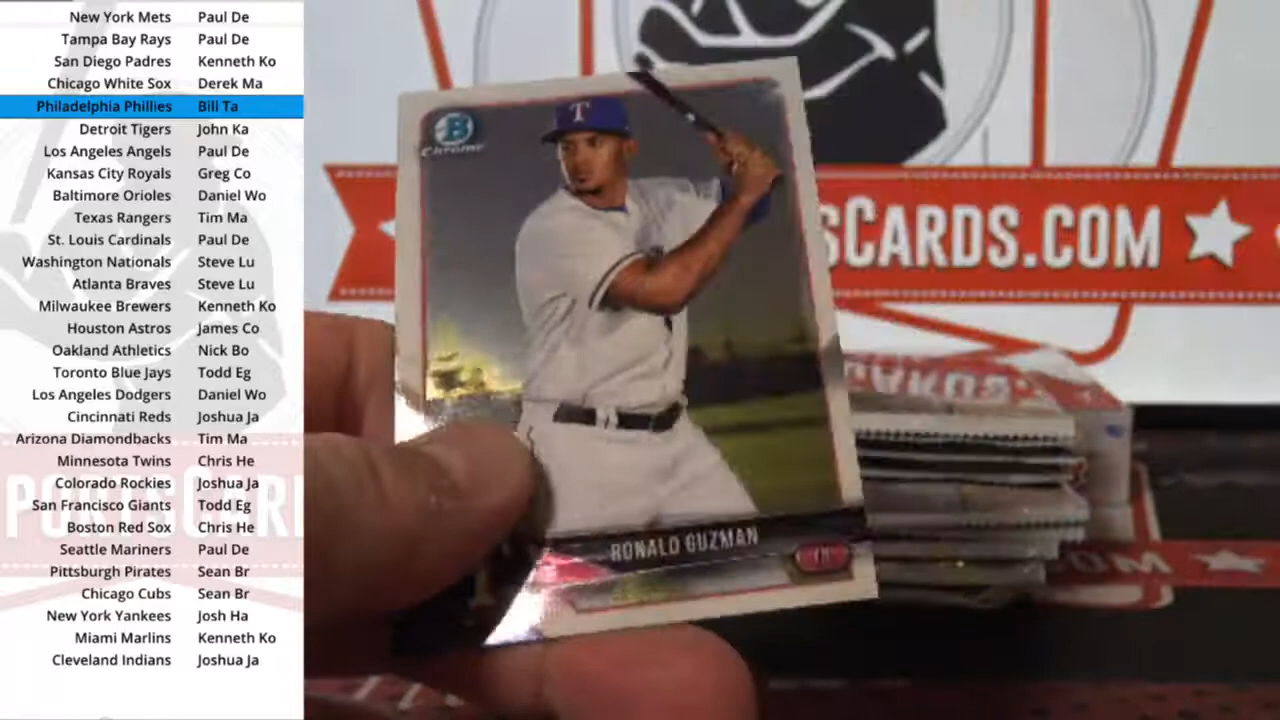 New York Mets Paul De
Tampa Bay Rays Paul De
San Diego Padres Kenneth Ko
Chicago White Sox Derek Ma
Philadelphia Phillies Bill Ta
Detroit Tigers John Ka
Los Angeles Angels Paul De
Kansas City Royals Greg Co
Baltimore Orioles Daniel Wo
Texas Rangers Tim Ma
St. Louis Cardinals Paul De
Washington Nationals Steve Lu
Atlanta Braves Steve Lu
Milwaukee Brewers Kenneth Ko
Houston Astros James Co
Oakland Athletics Nick Bo
Toronto Blue Jays Todd Eg
Los Angeles Dodgers Daniel Wo
Cincinnati Reds Joshua Ja
Arizona Diamondbacks Tim Ma
Minnesota Twins Chris He
Colorado Rockies Joshua Ja
San Francisco Giants Todd Eg
Boston Red Sox Chris He
Seattle Mariners Paul De
Pittsburgh Pirates Sean Br
Chicago Cubs Sean Br
New York Yankees Josh Ha
Miami Marlins Kenneth Ko
Cleveland Indians Joshua Ja
PORTSCAR
T
B
Chrome
RONALD GUZMAN
SCARDS.COM
OM